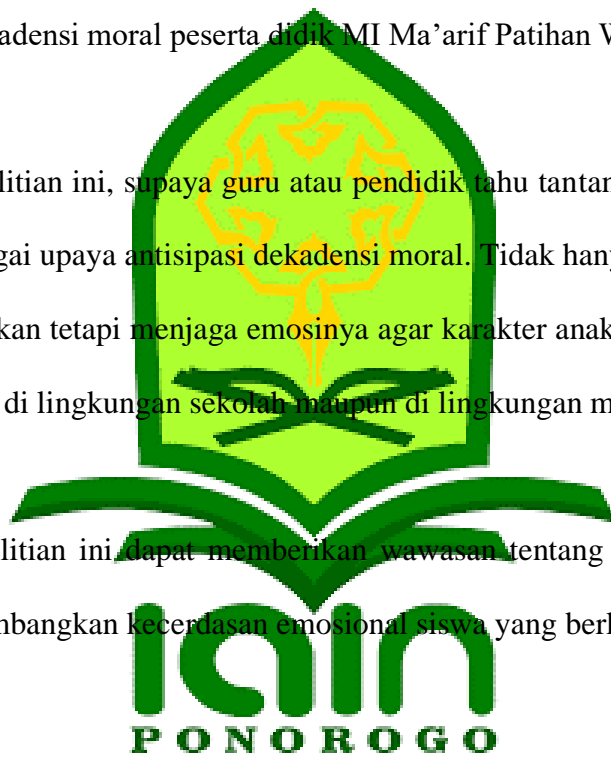 adensi moral peserta didik MI Ma’arif Patihan W
litian ini, supaya guru atau pendidik tahu tantan
gai upaya antisipasi dekadensi moral. Tidak hany
kan tetapi menjaga emosinya agar karakter anak
di lingkungan sekolah maupun di lingkungan m
litian ini dapat memberikan wawasan tentang
mbangkan kecerdasan emosional siswa yang berl
iain
PONOROGO